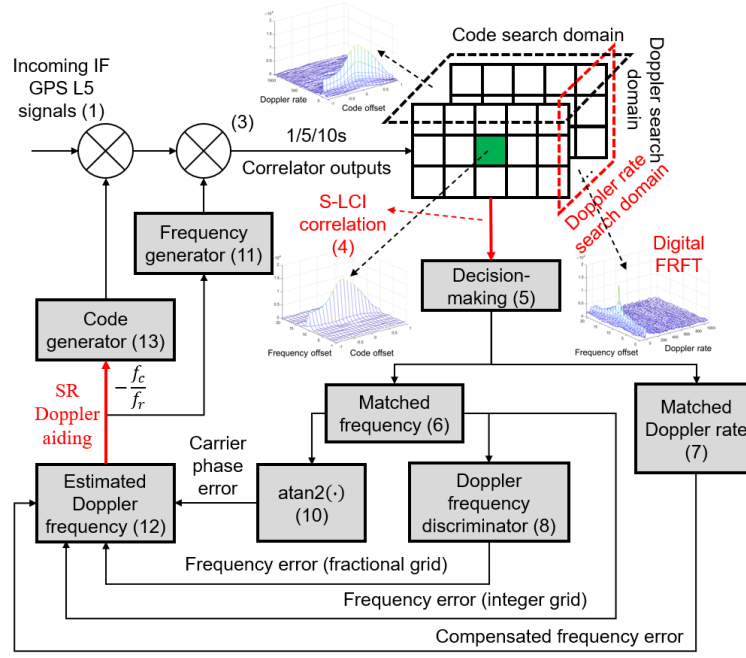 Code search domain
Doppler search
domain
Doppler rate
search domain
Incoming IF
GPS L5
signals (1)
(3)
1/5/10s
Correlator outputs
Doppler rate
Code offset
S-LCI
correlation
(4)
Digital
FRFT
Frequency
generator (11)
Decision-
making (5)
Code
generator (13)
Frequency offset
Code offset
Frequency offset
Doppler rate
SR
Doppler
aiding
−f_c/f_r
Matched
frequency (6)
Matched
Doppler rate
(7)
Carrier
phase
error
Estimated
Doppler
frequency (12)
atan2(·)
(10)
Doppler
frequency
discriminator (8)
Frequency error (fractional grid)
Frequency error (integer grid)
Compensated frequency error